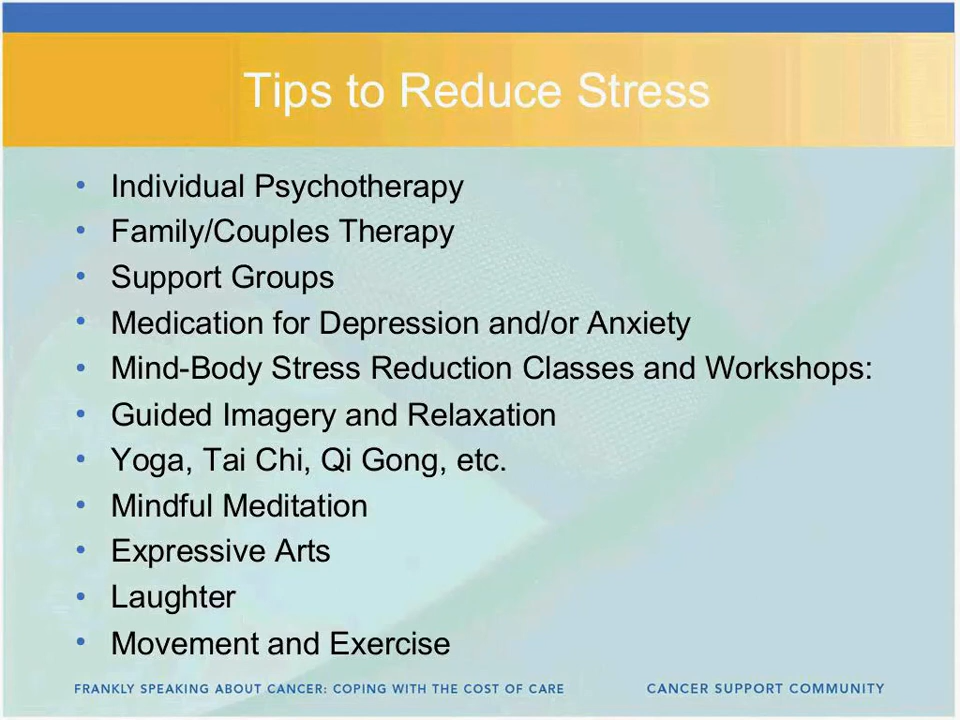 Tips to Reduce Stress
• Individual Psychotherapy
• Family/Couples Therapy
• Support Groups
• Medication for Depression and/or Anxiety
• Mind-Body Stress Reduction Classes and Workshops:
• Guided Imagery and Relaxation
• Yoga, Tai Chi, Qi Gong, etc.
• Mindful Meditation
• Expressive Arts
• Laughter
• Movement and Exercise
FRANKLY SPEAKING ABOUT CANCER: COPING WITH THE COST OF CARE
CANCER SUPPORT COMMUNITY